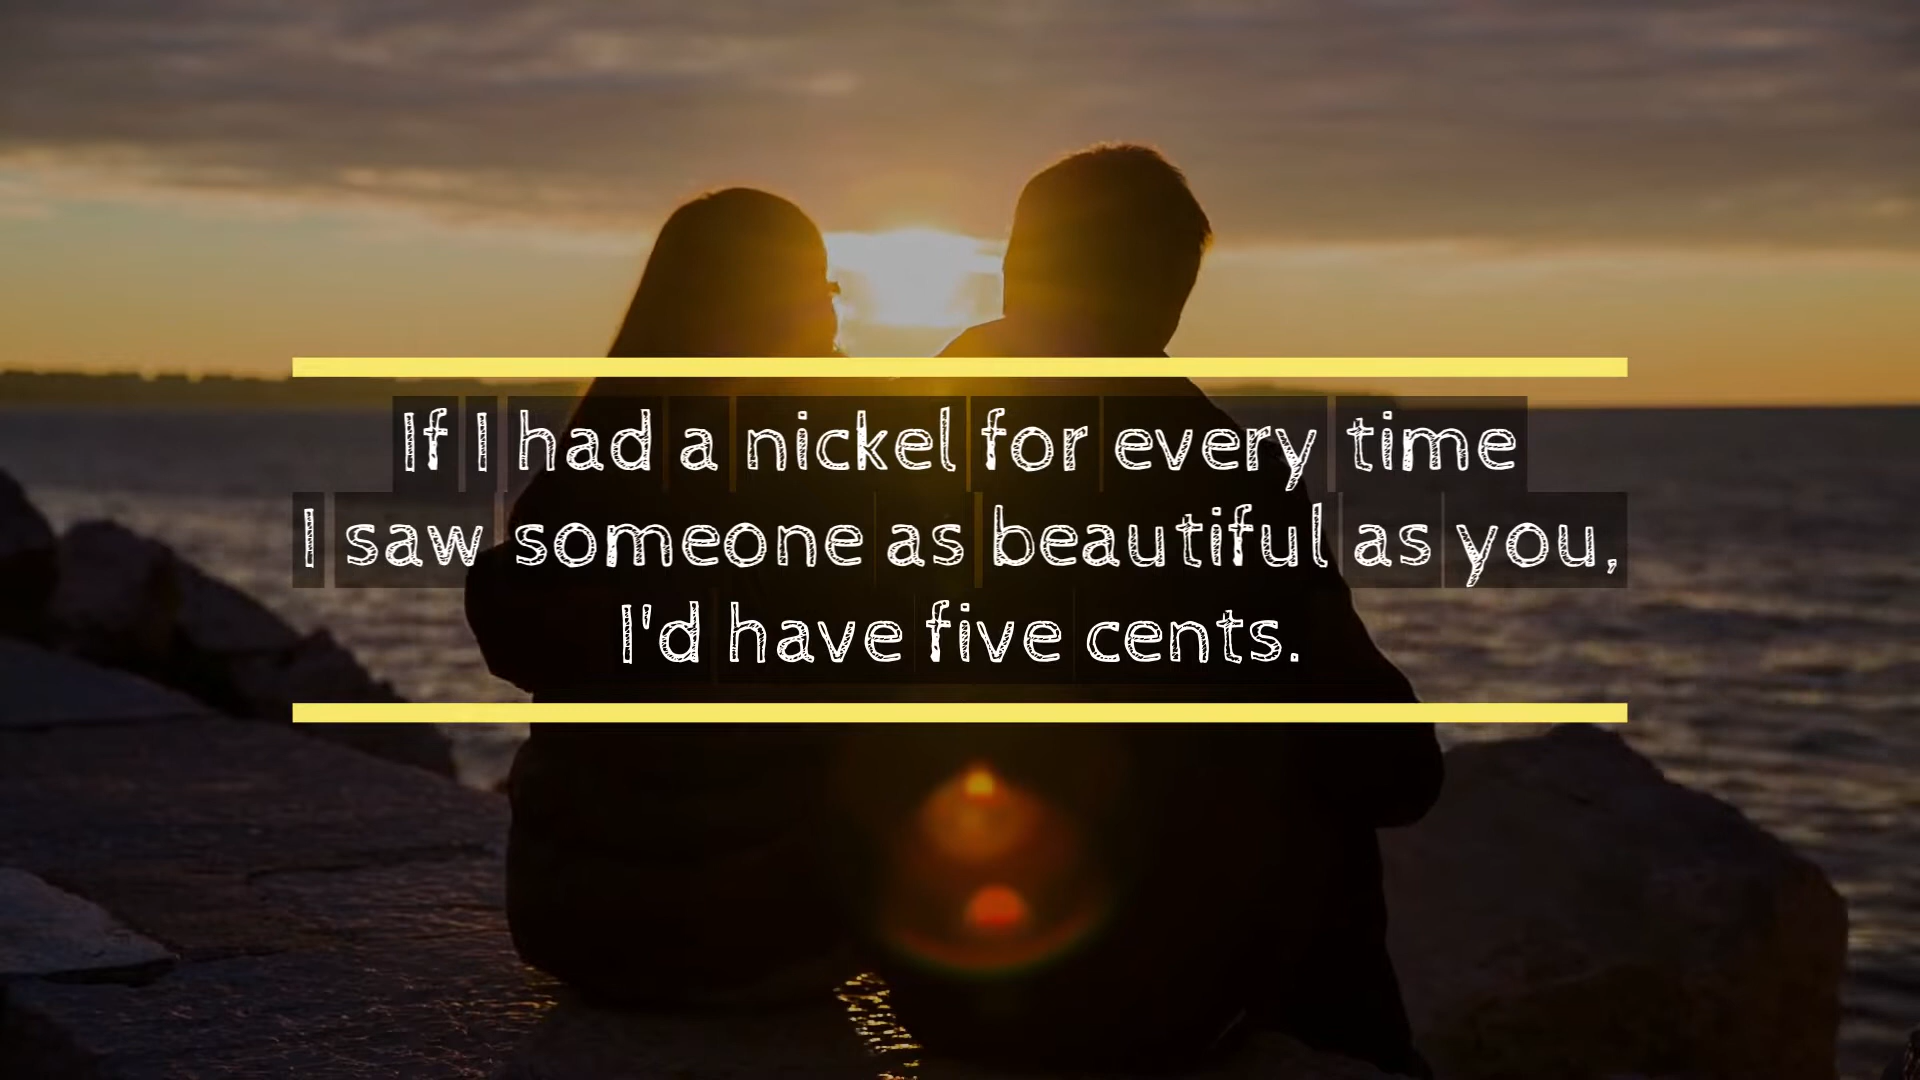 If I had a nickel for every time
I saw someone as beautiful as you,
I'd have five cents.